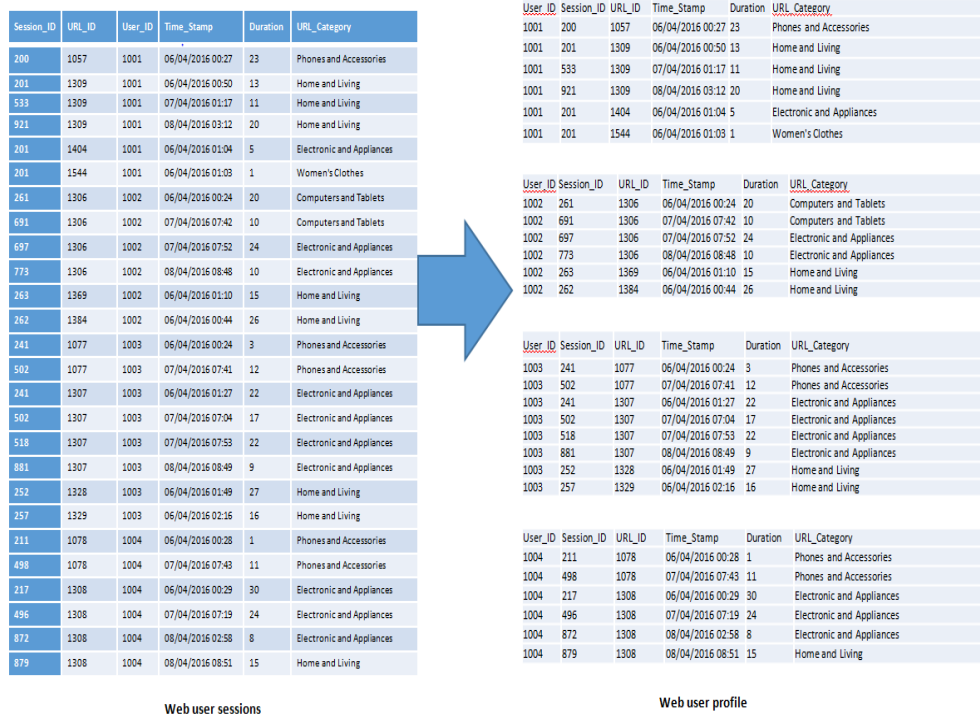 Session_ID URL_ID User_ID Time_Stamp Duration URL_Category
200 1057 1001 06/04/2016 00:27 23 Phones and Accessories
201 1309 1001 06/04/2016 00:50 13 Home and Living
533 1309 1001 07/04/2016 01:17 11 Home and Living
921 1309 1001 08/04/2016 03:12 20 Home and Living
201 1404 1001 06/04/2016 01:04 5 Electronic and Appliances
201 1544 1001 06/04/2016 01:03 1 Women's Clothes
261 1306 1002 06/04/2016 00:24 20 Computers and Tablets
691 1306 1002 07/04/2016 07:42 10 Computers and Tablets
697 1306 1002 07/04/2016 07:52 24 Electronic and Appliances
773 1306 1002 08/04/2016 08:48 10 Electronic and Appliances
263 1369 1002 06/04/2016 01:10 15 Home and Living
262 1384 1002 06/04/2016 00:44 26 Home and Living
241 1077 1003 06/04/2016 00:24 3 Phones and Accessories
502 1077 1003 07/04/2016 07:41 12 Phones and Accessories
241 1307 1003 06/04/2016 01:27 22 Electronic and Appliances
502 1307 1003 07/04/2016 07:04 17 Electronic and Appliances
518 1307 1003 07/04/2016 07:53 22 Electronic and Appliances
881 1307 1003 08/04/2016 08:49 9 Electronic and Appliances
252 1328 1003 06/04/2016 01:49 27 Home and Living
257 1329 1003 06/04/2016 02:16 16 Home and Living
211 1078 1004 06/04/2016 00:28 1 Phones and Accessories
498 1078 1004 07/04/2016 07:43 11 Phones and Accessories
217 1308 1004 06/04/2016 00:29 30 Electronic and Appliances
496 1308 1004 07/04/2016 07:19 24 Electronic and Appliances
872 1308 1004 08/04/2016 02:58 8 Electronic and Appliances
879 1308 1004 08/04/2016 08:51 15 Home and Living
Web user sessions
User_ID Session_ID URL_ID Time_Stamp Duration URL_Category
1001 200 1057 06/04/2016 00:27 23 Phones and Accessories
1001 201 1309 06/04/2016 00:50 13 Home and Living
1001 533 1309 07/04/2016 01:17 11 Home and Living
1001 921 1309 08/04/2016 03:12 20 Home and Living
1001 201 1404 06/04/2016 01:04 5 Electronic and Appliances
1001 201 1544 06/04/2016 01:03 1 Women's Clothes
User_ID Session_ID URL_ID Time_Stamp Duration URL_Category
1002 261 1306 06/04/2016 00:24 20 Computers and Tablets
1002 691 1306 07/04/2016 07:42 10 Computers and Tablets
1002 697 1306 07/04/2016 07:52 24 Electronic and Appliances
1002 773 1306 08/04/2016 08:48 10 Electronic and Appliances
1002 263 1369 06/04/2016 01:10 15 Home and Living
1002 262 1384 06/04/2016 00:44 26 Home and Living
User_ID Session_ID URL_ID Time_Stamp Duration URL_Category
1003 241 1077 06/04/2016 00:24 3 Phones and Accessories
1003 502 1077 07/04/2016 07:41 12 Phones and Accessories
1003 241 1307 06/04/2016 01:27 22 Electronic and Appliances
1003 502 1307 07/04/2016 07:04 17 Electronic and Appliances
1003 518 1307 07/04/2016 07:53 22 Electronic and Appliances
1003 881 1307 08/04/2016 08:49 9 Electronic and Appliances
1003 252 1328 06/04/2016 01:49 27 Home and Living
1003 257 1329 06/04/2016 02:16 16 Home and Living
User_ID Session_ID URL_ID Time_Stamp Duration URL_Category
1004 211 1078 06/04/2016 00:28 1 Phones and Accessories
1004 498 1078 07/04/2016 07:43 11 Phones and Accessories
1004 217 1308 06/04/2016 00:29 30 Electronic and Appliances
1004 496 1308 07/04/2016 07:19 24 Electronic and Appliances
1004 872 1308 08/04/2016 02:58 8 Electronic and Appliances
1004 879 1308 08/04/2016 08:51 15 Home and Living
Web user profile